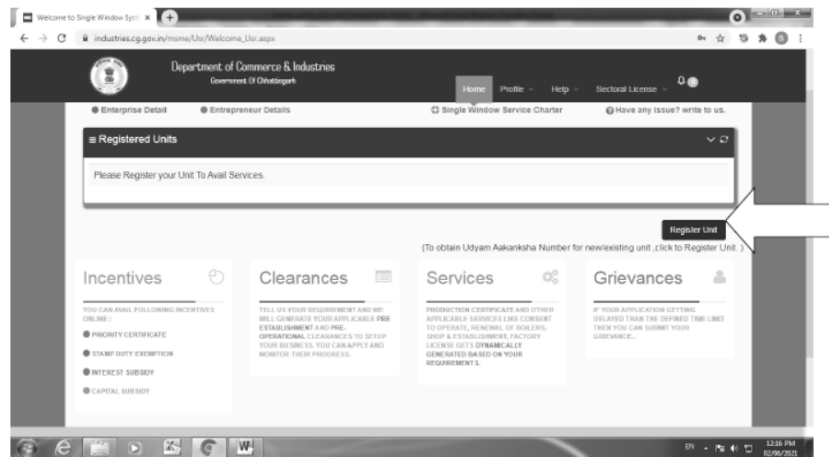 Welcome to Single Window Syst
industries.cg.gov.in/msme/Usr/Welcome_Usr.aspx
Department of Commerce & Industries
Government Of Chhattisgarh
Home Profile Help Sectoral License 0
Enterprise Detail Entrepreneur Details Single Window Service Charter Have any issue? write to us.
Registered Units
Please Register your Unit To Avail Services.
Register Unit
(To obtain Udyam Aakanksha Number for new/existing unit ,click to Register Unit. )
Incentives
YOU CAN AVAIL FOLLOWING INCENTIVES
ONLINE :
PRIORITY CERTIFICATE
STAMP DUTY EXEMPTION
INTEREST SUBSIDY
CAPITAL SUBSIDY
Clearances
TELL US YOUR REQUIREMENT AND WE
WILL GENERATE YOUR APPLICABLE PRE
ESTABLISHMENT AND PRE-
OPERATIONAL CLEARANCES TO SETUP
YOUR BUSINESS. YOU CAN APPLY AND
MONITOR THEIR PROGRESS.
Services
PRODUCTION CERTIFICATE AND OTHER
APPLICABLE SERVICES LIKE CONSENT
TO OPERATE, RENEWAL OF BOILERS,
SHOP & ESTABLISHMENT, FACTORY
LICENSE GETS DYNAMICALLY
GENERATED BASED ON YOUR
REQUIREMENTS.
Grievances
IF YOUR APPLICATION GETTING
DELAYED THAN THE DEFINED TIME LIMIT
THEN YOU CAN SUBMIT YOUR
GRIEVANCE..
EN
12:16 PM
02/06/2021